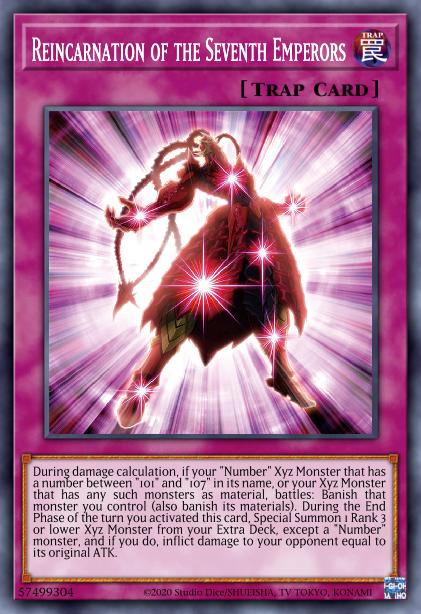 REINCARNATION OF THE SEVENTH EMPERORS
TRAP
罠
[TRAP CARD]
During damage calculation, if your "Number" Xyz Monster that has
a number between "101" and "107" in its name, or your Xyz Monster
that has any such monsters as material, battles: Banish that
monster you control (also banish its materials). During the End
Phase of the turn you activated this card, Special Summon 1 Rank 3
or lower Xyz Monster from your Extra Deck, except a "Number"
monster, and if you do, inflict damage to your opponent equal to
its original ATK.
57499304
©2020 Studio Dice/SHUEISHA, TV TOKYO, KONAMI